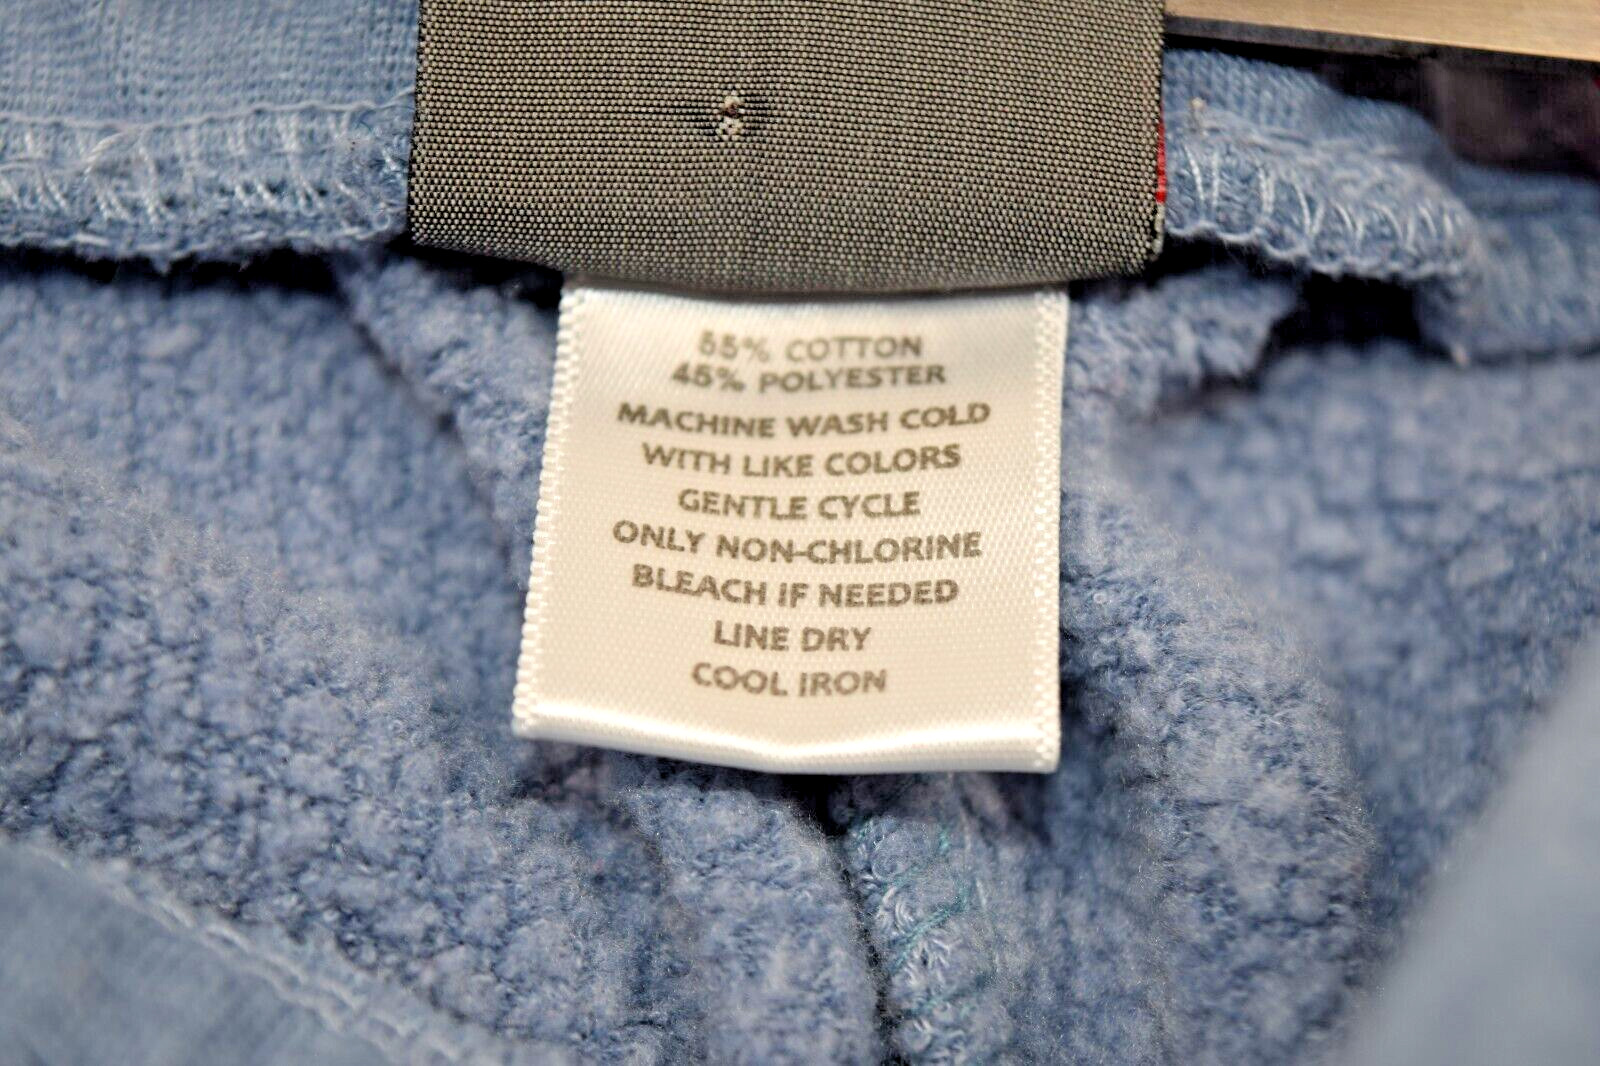 55% COTTON
45% POLYESTER
MACHINE WASH COLD
WITH LIKE COLORS
GENTLE CYCLE
ONLY NON-CHLORINE
BLEACH IF NEEDED
LINE DRY
COOL IRON